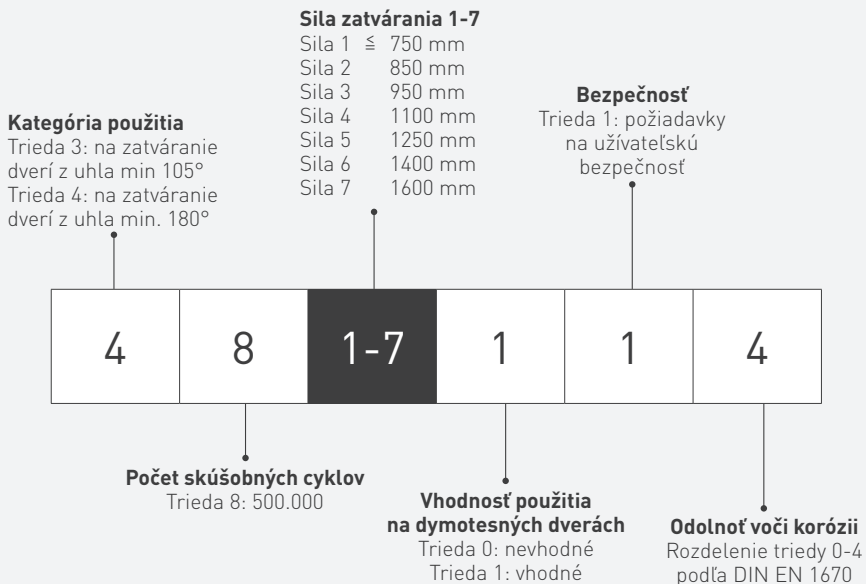 Sila zatvárania 1-7
Sila 1 ≦ 750 mm
Sila 2 850 mm
Sila 3 950 mm
Sila 4 1100 mm
Sila 5 1250 mm
Sila 6 1400 mm
Sila 7 1600 mm
Kategória použitia
Trieda 3: na zatváranie
dverí z uhla min 105°
Trieda 4: na zatváranie
dverí z uhla min. 180°
Bezpečnosť
Trieda 1: požiadavky
na užívateľskú
bezpečnosť
4 8 1-7 1 1 4
Počet skúšobných cyklov
Trieda 8: 500.000
Vhodnosť použitia
na dymotesných dverách
Trieda 0: nevhodné
Trieda 1: vhodné
Odolnoť voči korózii
Rozdelenie triedy 0-4
podľa DIN EN 1670